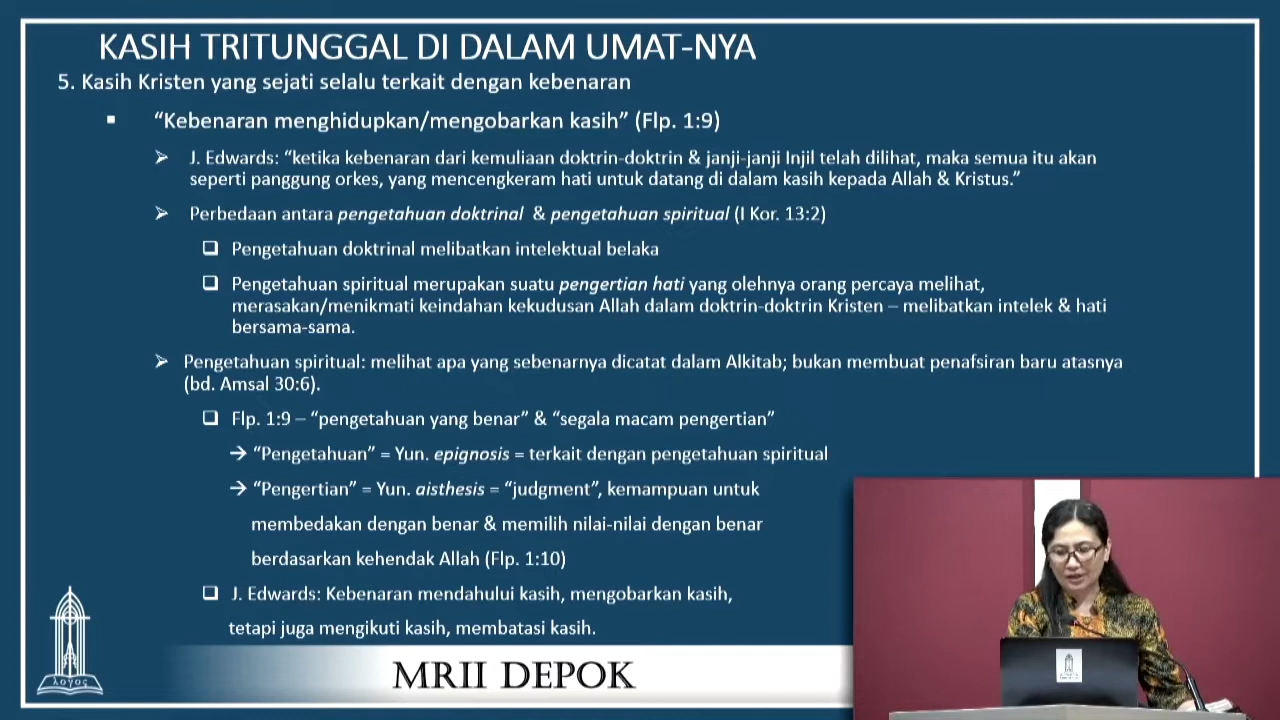 KASIH TRITUNGGAL DI DALAM UMAT-NYA
5. Kasih Kristen yang sejati selalu terkait dengan kebenaran
▪ “Kebenaran menghidupkan/mengobarkan kasih” (Flp. 1:9)
➢ J. Edwards: “ketika kebenaran dari kemuliaan doktrin-doktrin & janji-janji Injil telah dilihat, maka semua itu akan
seperti panggung orkes, yang mencengkeram hati untuk datang di dalam kasih kepada Allah & Kristus.”
➢ Perbedaan antara pengetahuan doktrinal & pengetahuan spiritual (I Kor. 13:2)
❑ Pengetahuan doktrinal melibatkan intelektual belaka
❑ Pengetahuan spiritual merupakan suatu pengertian hati yang olehnya orang percaya melihat,
merasakan/menikmati keindahan kekudusan Allah dalam doktrin-doktrin Kristen – melibatkan intelek & hati
bersama-sama.
➢ Pengetahuan spiritual: melihat apa yang sebenarnya dicatat dalam Alkitab; bukan membuat penafsiran baru atasnya
(bd. Amsal 30:6).
❑ Flp. 1:9 – “pengetahuan yang benar” & “segala macam pengertian”
→ “Pengetahuan” = Yun. epignosis = terkait dengan pengetahuan spiritual
→ “Pengertian” = Yun. aisthesis = “judgment”, kemampuan untuk
membedakan dengan benar & memilih nilai-nilai dengan benar
berdasarkan kehendak Allah (Flp. 1:10)
❑ J. Edwards: Kebenaran mendahului kasih, mengobarkan kasih,
tetapi juga mengikuti kasih, membatasi kasih.
λογος
MRII DEPOK